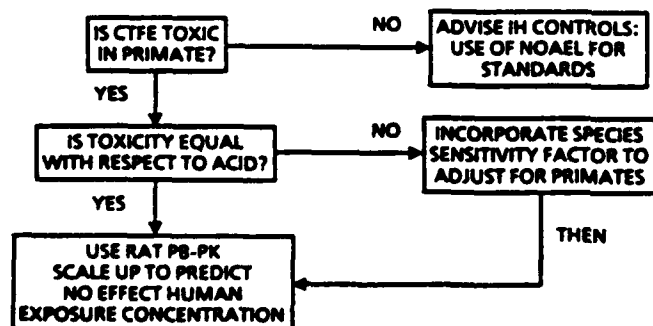 IS CTFE TOXIC
IN PRIMATE?
NO
ADVISE IH CONTROLS:
USE OF NOAEL FOR
STANDARDS
YES
IS TOXICITY EQUAL
WITH RESPECT TO ACID?
NO
INCORPORATE SPECIES
SENSITIVITY FACTOR TO
ADJUST FOR PRIMATES
YES
THEN
USE RAT PB-PK
SCALE UP TO PREDICT
NO EFFECT HUMAN
EXPOSURE CONCENTRATION